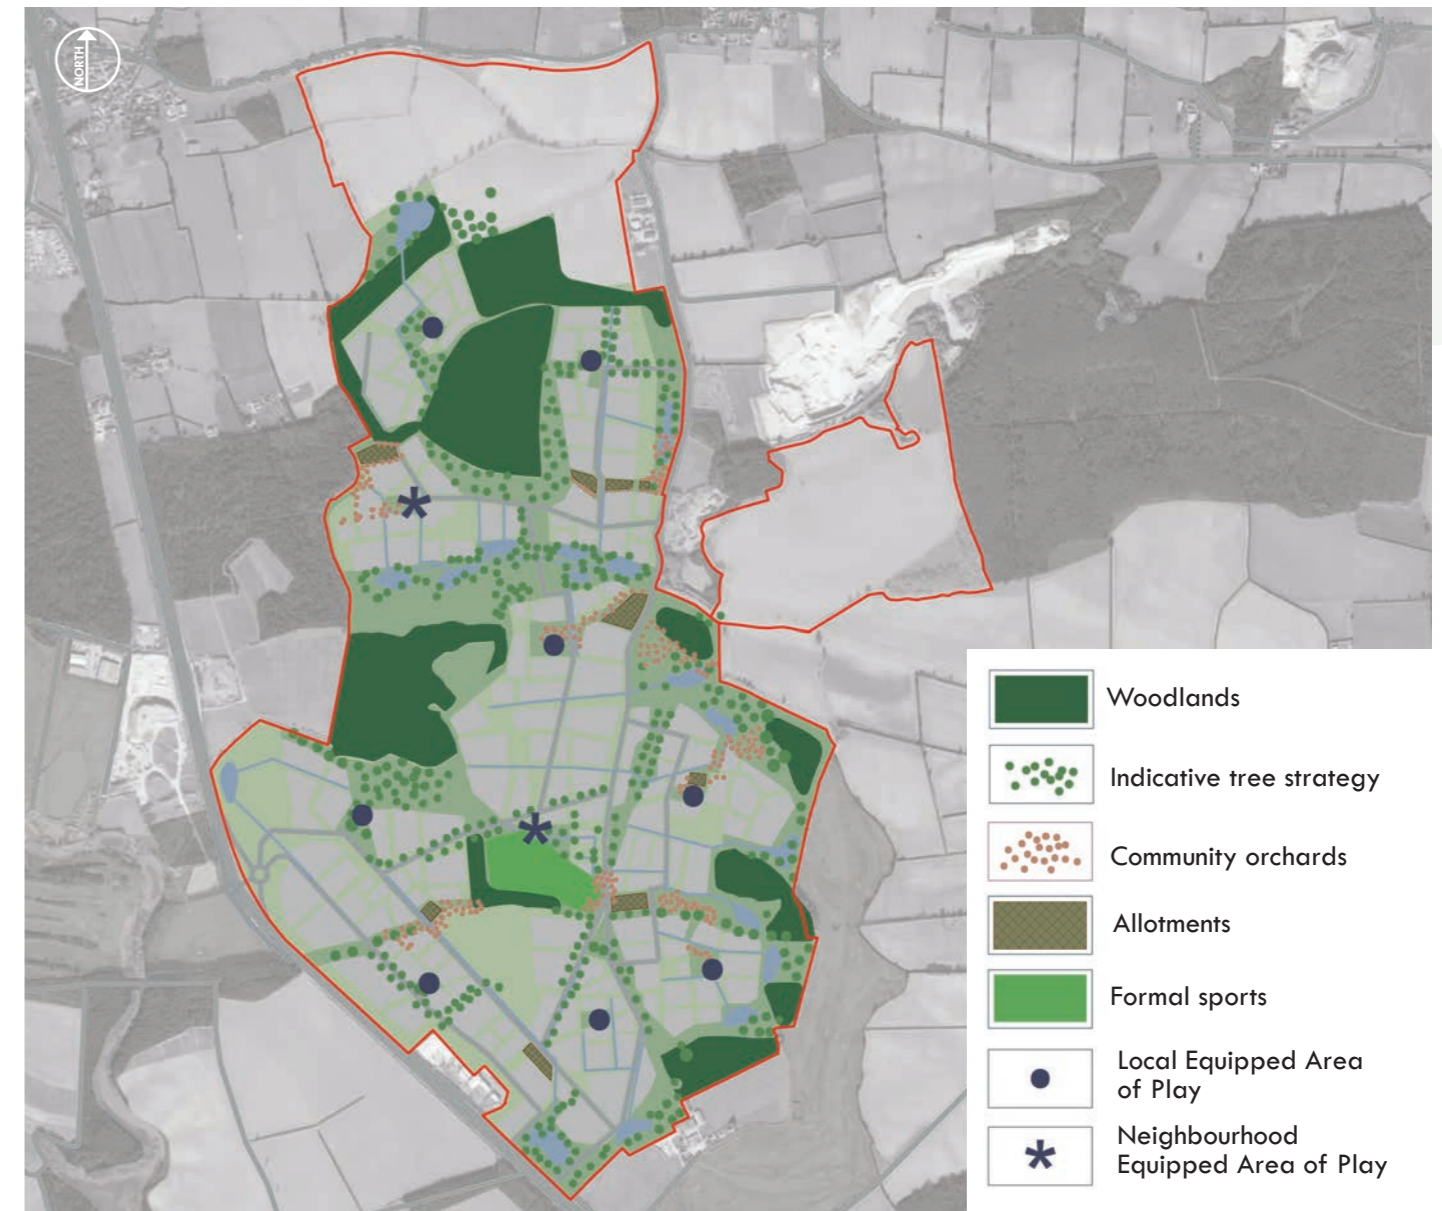 NORTH
Woodlands
Indicative tree strategy
Community orchards
Allotments
Formal sports
Local Equipped Area
of Play
Neighbourhood
Equipped Area of Play